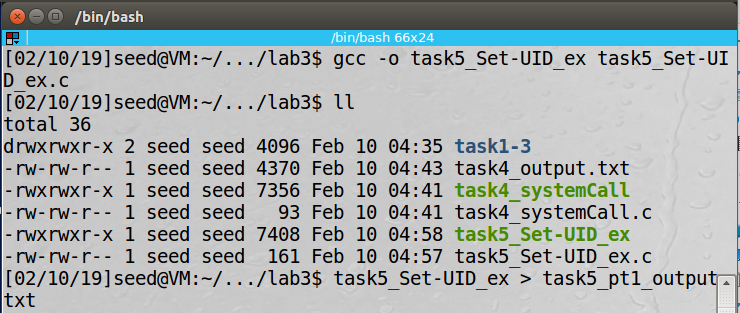 /bin/bash
/bin/bash 66x24
[02/10/19]seed@VM:~/.../lab3$ gcc -o task5_Set-UID_ex task5_Set-UI
D_ex.c
[02/10/19]seed@VM:~/.../lab3$ ll
total 36
drwxrwxr-x 2 seed seed 4096 Feb 10 04:35 task1-3
-rw-rw-r-- 1 seed seed 4370 Feb 10 04:43 task4_output.txt
-rwxrwxr-x 1 seed seed 7356 Feb 10 04:41 task4_systemCall
-rw-rw-r-- 1 seed seed   93 Feb 10 04:41 task4_systemCall.c
-rwxrwxr-x 1 seed seed 7408 Feb 10 04:58 task5_Set-UID_ex
-rw-rw-r-- 1 seed seed  161 Feb 10 04:57 task5_Set-UID_ex.c
[02/10/19]seed@VM:~/.../lab3$ task5_Set-UID_ex > task5_pt1_output
txt